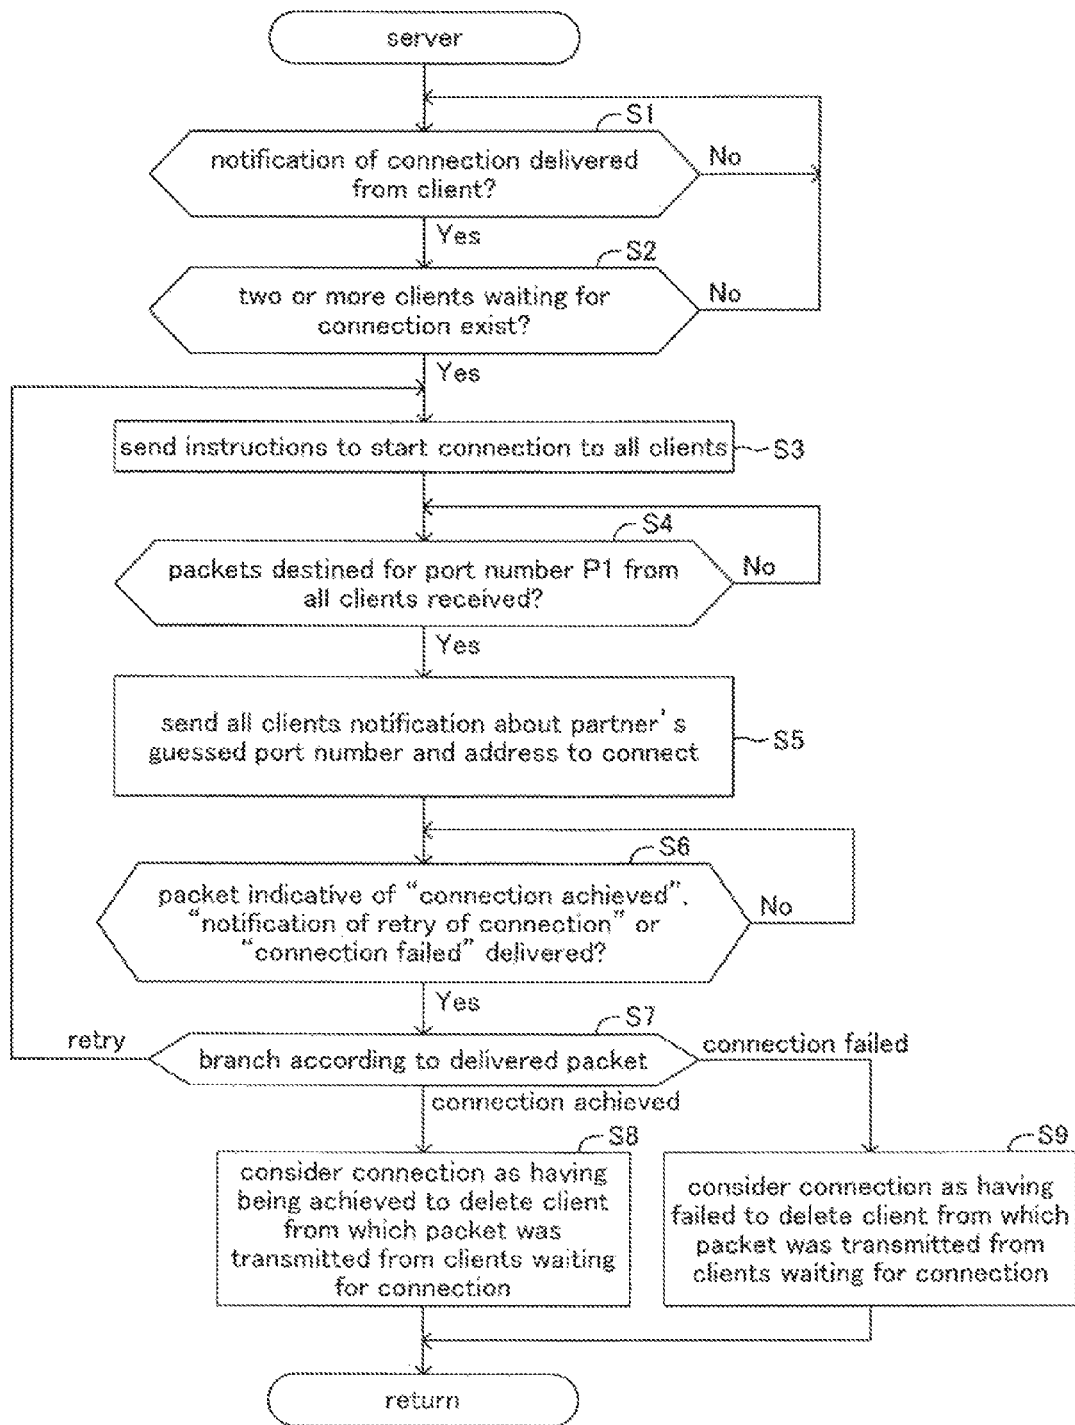 server
S1
notification of connection delivered
from client?
No
Yes
S2
two or more clients waiting for
connection exist?
No
Yes
send instructions to start connection to all clients
S3
S4
packets destined for port number P1 from
all clients received?
No
Yes
send all clients notification about partner's
guessed port number and address to connect
S5
S6
packet indicative of “connection achieved”,
“notification of retry of connection” or
“connection failed” delivered?
No
Yes
S7
retry
branch according to delivered packet
connection failed
connection achieved
S8
consider connection as having
being achieved to delete client
from which packet was
transmitted from clients waiting
for connection
S9
consider connection as having
failed to delete client from which
packet was transmitted from
clients waiting for connection
return